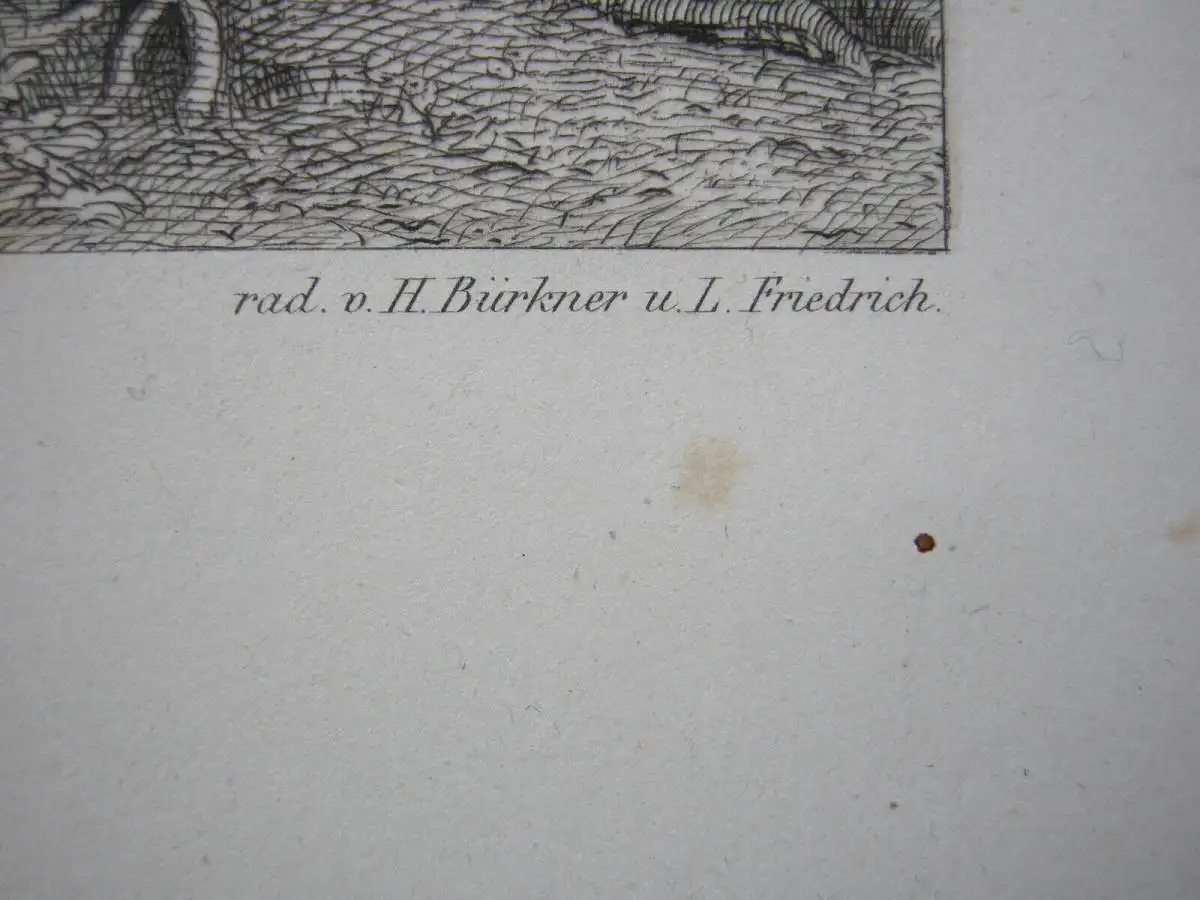 rad. v. H. Bürkner u. L. Friedrich.